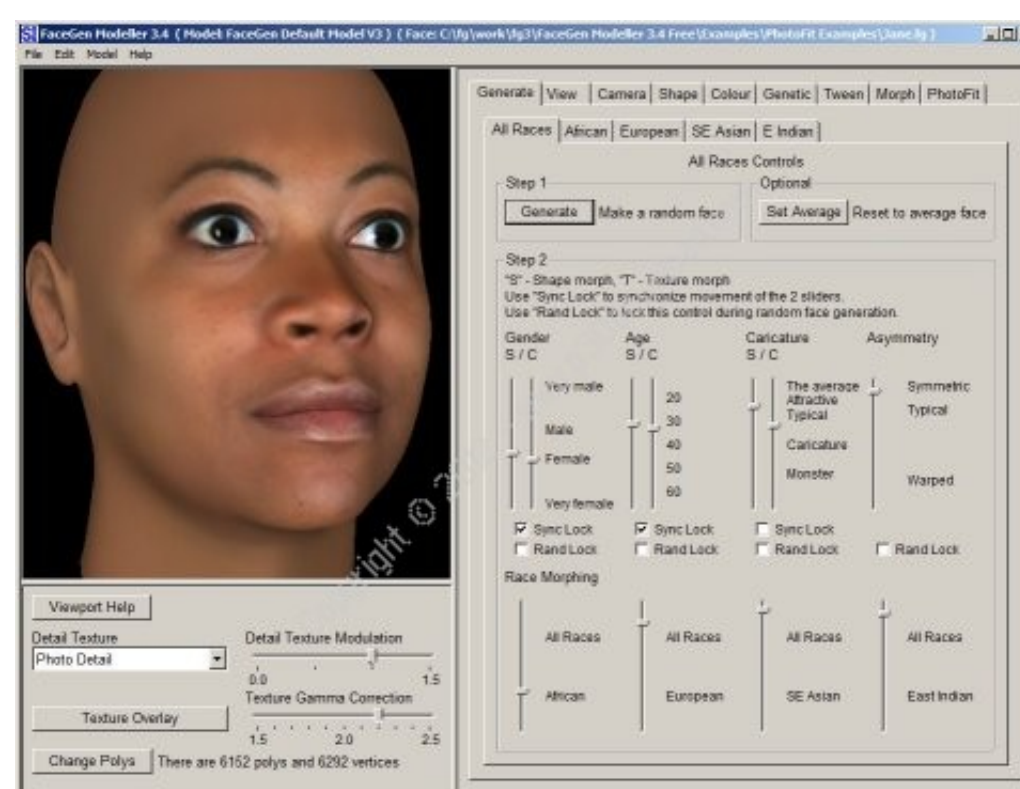 FaceGen Modeller 3.4 ( Model: FaceGen Default Model V3 ) ( Face: C:\fg\work\fg3\FaceGen Modeller 3.4 Free\Examples\PhotoFit Examples\Jane.fg )
File Edit Model Help
Generate View Camera Shape Colour Genetic Tween Morph PhotoFit
All Races African European SE Asian E Indian
All Races Controls
Step 1 Optional
Generate Make a random face Set Average Reset to average face
Step 2
"S" - Shape morph, "T" - Texture morph
Use "Sync Lock" to synchronize movement of the 2 sliders.
Use "Rand Lock" to lock this control during random face generation.
Gender Age Caricature Asymmetry
S / C S / C S / C
Very male 20 The average Symmetric
Attractive
Male 30 Typical Typical
Female 40 Caricature
50 Monster Warped
Very female 60
Sync Lock Sync Lock Sync Lock
Rand Lock Rand Lock Rand Lock Rand Lock
Race Morphing
All Races All Races All Races All Races
African European SE Asian East Indian
Viewport Help
Detail Texture Detail Texture Modulation
Photo Detail
0.0 1.5
Texture Gamma Correction
Texture Overlay
1.5 2.0 2.5
Change Polys There are 6152 polys and 6292 vertices